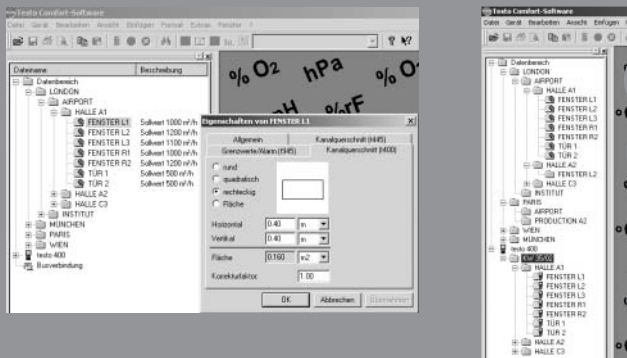 Testo Comfort-Software
Datei Gerät Bearbeiten Ansicht Einfügen Format Extras Fenster ?
Dateiname Beschreibung
Datenbereich
LONDON
AIRPORT
HALLE A1
FENSTER L1 Sollwert 1000 m³/h
FENSTER L2 Sollwert 1200 m³/h
FENSTER L3 Sollwert 1100 m³/h
FENSTER R1 Sollwert 1000 m³/h
FENSTER R2 Sollwert 1200 m³/h
TÜR 1 Sollwert 500 m³/h
TÜR 2 Sollwert 500 m³/h
HALLE A2
HALLE C3
INSTITUT
MÜNCHEN
PARIS
WIEN
testo 400
Busverbindung
% O2 hPa % O
pH %rF
Eigenschaften von FENSTER L1
Allgemein Kanalquerschnitt (t445)
Grenzwerte/Alarm (t945) Kanalquerschnitt (t400)
rund
quadratisch
rechteckig
Fläche
Horizontal 0.40 m
Vertikal 0.40 m
Fläche 0.160 m2
Korrekturfaktor 1.00
OK Abbrechen Übernehmen
Testo Comfort-Software
Datei Gerät Bearbeiten Ansicht Einfügen
Datenbereich
LONDON
AIRPORT
HALLE A1
FENSTER L1
FENSTER L2
FENSTER L3
FENSTER R1
FENSTER R2
TÜR 1
TÜR 2
HALLE A2
FENSTER L2
HALLE C3
INSTITUT
PARIS
AIRPORT
PRODUCTION A2
WIEN
MÜNCHEN
testo 400
KW 35/02
HALLE A1
FENSTER L1
FENSTER L2
FENSTER L3
FENSTER R1
FENSTER R2
TÜR 1
TÜR 2
HALLE A2
HALLE C3